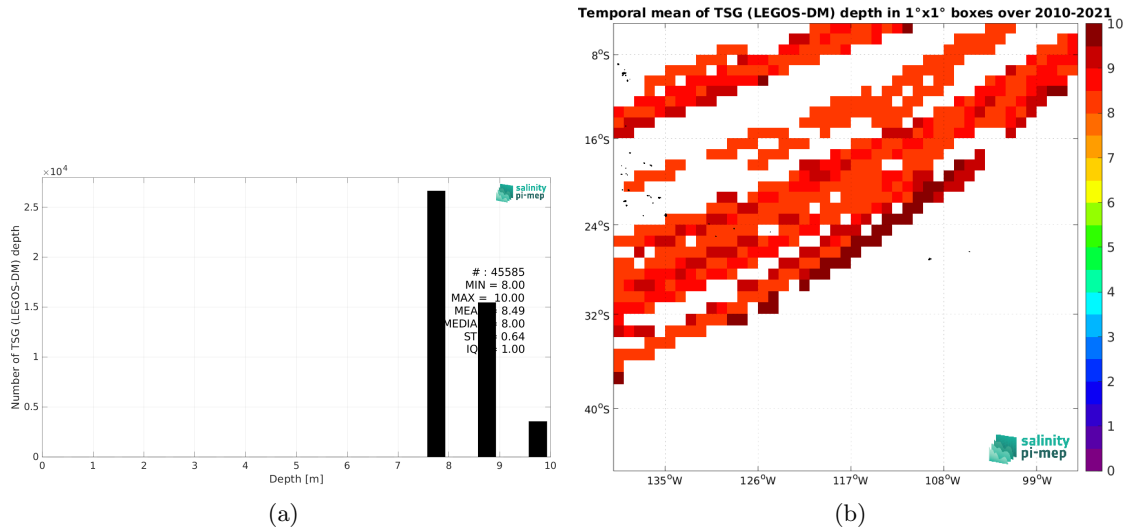 ×10⁴
2.5
2
1.5
1
0.5
0
0 1 2 3 4 5 6 7 8 9 10
Number of TSG (LEGOS-DM) depth
Depth [m]
salinity
pi-mep
# : 45585
MIN = 8.00
MAX = 10.00
= 8.49
= 8.00
= 0.64
= 1.00
(a)
Temporal mean of TSG (LEGOS-DM) depth in 1°x1° boxes over 2010-2021
8°S
16°S
24°S
32°S
40°S
135°W 126°W 117°W 108°W 99°W
10
9
8
7
6
5
4
3
2
1
0
salinity
pi-mep
(b)